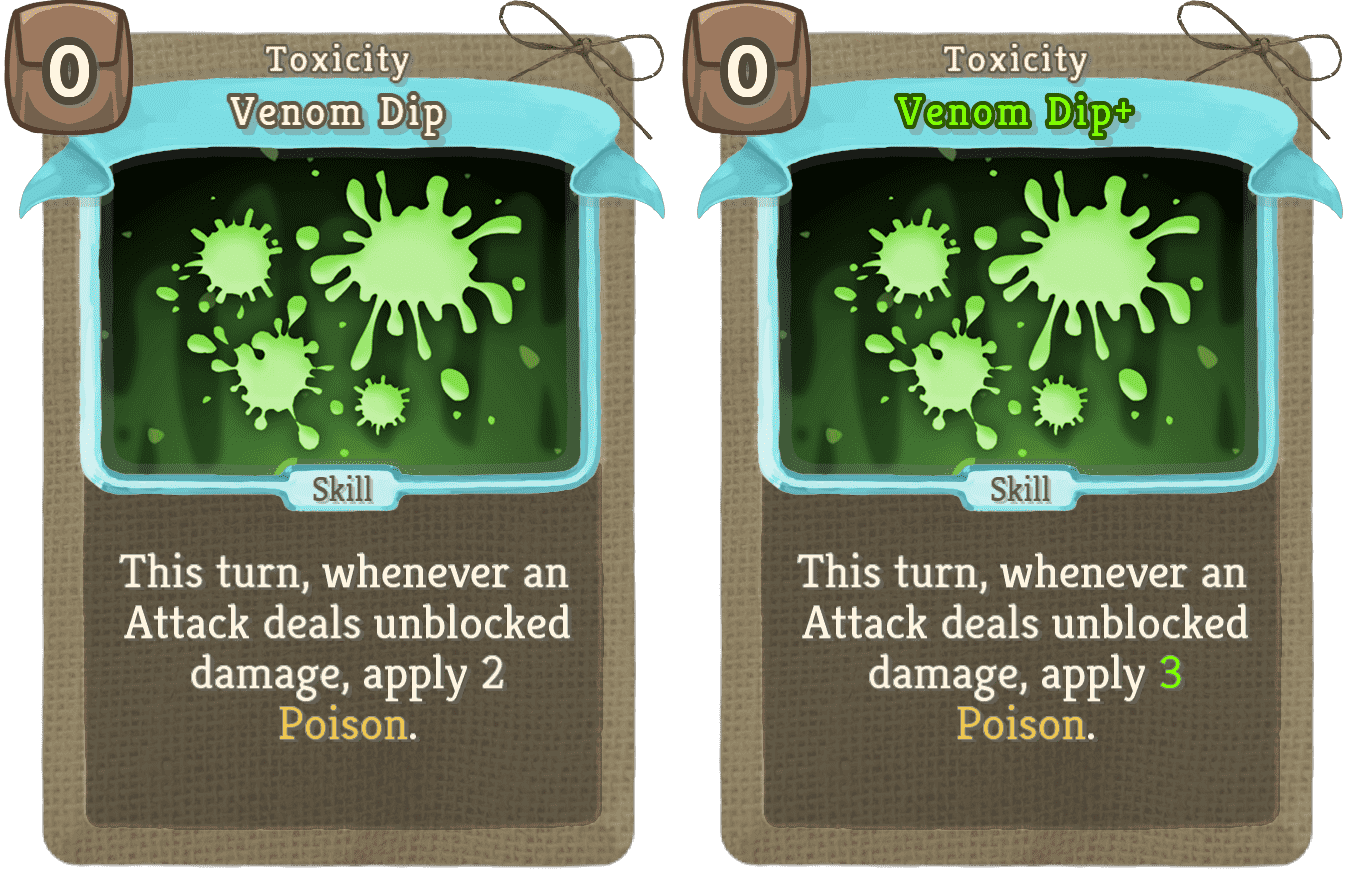 0
Toxicity
Venom Dip
Skill
This turn, whenever an
Attack deals unblocked
damage, apply 2
Poison.
0
Toxicity
Venom Dip+
Skill
This turn, whenever an
Attack deals unblocked
damage, apply 3
Poison.